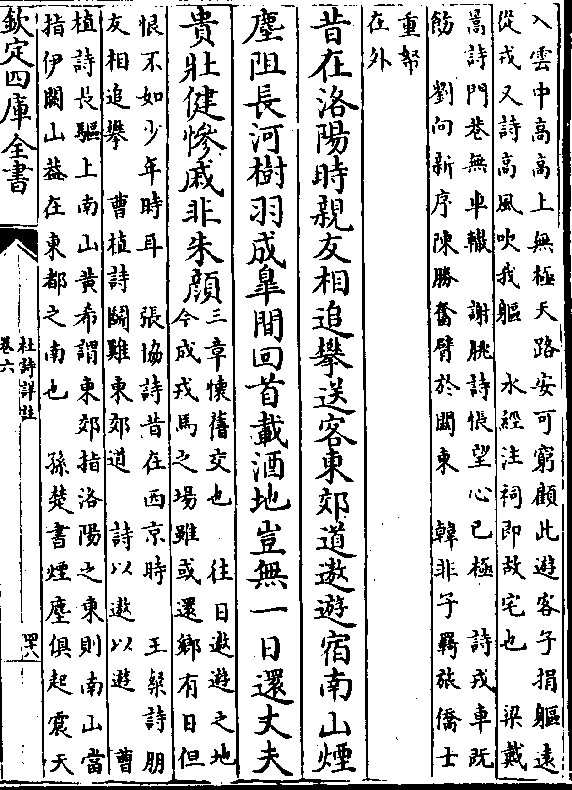 入雲中高高上無極天路安可窮顧此遊客子捐軀遠
從戎又詩高風吹我軀　水經注祠即故宅也　梁戴
暠詩門巷無車轍　謝朓詩悵望心已極　詩戎車既
飭　劉向新序陳勝奮臂於關東　韓非子羇旅僑士
重帑
在外
昔在洛陽時親友相追攀送客東郊道遨遊宿南山煙
塵阻長河樹羽成臯間回首載酒地豈無一日還丈夫
貴壯健慘戚非朱顔
三章懷舊交也　往日遨遊之地
今成戎馬之場雖或還鄉有日但
恨不如少年時耳　張協詩昔在西京時　王粲詩朋
友相追攀　曹植詩鬭雞東郊道　詩以遨以遊　曹
植詩長驅上南山黄希謂東郊指洛陽之東則南山當
指伊闕山葢在東都之南也　孫楚書煙塵俱起震天
欽定四庫全書
杜詩詳註
卷六
四八